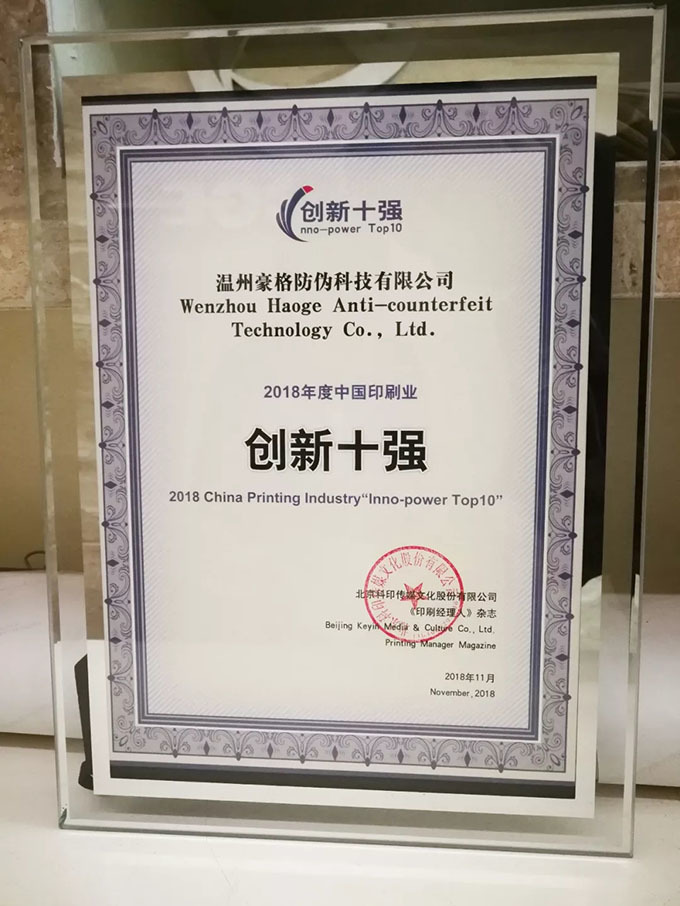 创新十强
nno-power Top10
温州豪格防伪科技有限公司
Wenzhou Haoge Anti-counterfeit
Technology Co., Ltd.
2018年度中国印刷业
创新十强
2018 China Printing Industry“Inno-power Top10”
北京科印传媒文化股份有限公司
《印刷经理人》杂志
Beijing Keyin Media & Culture Co., Ltd.
Printing Manager Magazine
2018年11月
November, 2018